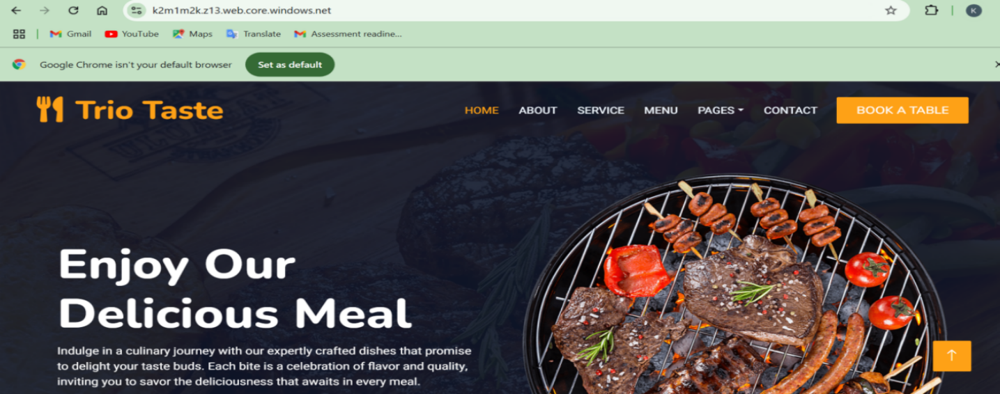 k2m1m2k.z13.web.core.windows.net
K
Gmail YouTube Maps Translate Assessment readine...
Google Chrome isn't your default browser Set as default
Trio Taste HOME ABOUT SERVICE MENU PAGES CONTACT BOOK A TABLE
Enjoy Our
Delicious Meal
Indulge in a culinary journey with our expertly crafted dishes that promise
to delight your taste buds. Each bite is a celebration of flavor and quality,
inviting you to savor the deliciousness that awaits in every meal.